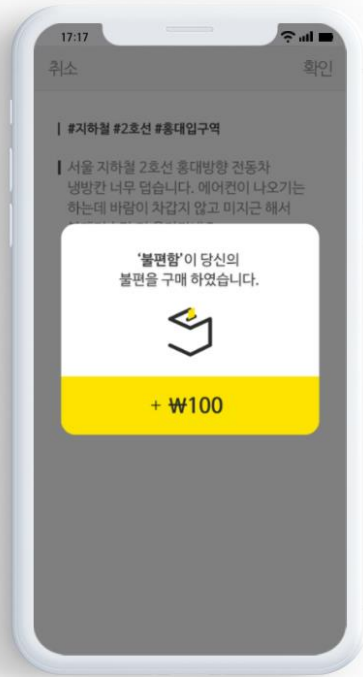 17:17
취소
확인
#지하철 #2호선 #홍대입구역
서울 지하철 2호선 홍대방향 전동차
냉방칸 너무 덥습니다. 에어컨이 나오기는
하는데 바람이 차갑지 않고 미지근 해서
'불편함'이 당신의
불편을 구매 하였습니다.
+ ₩100